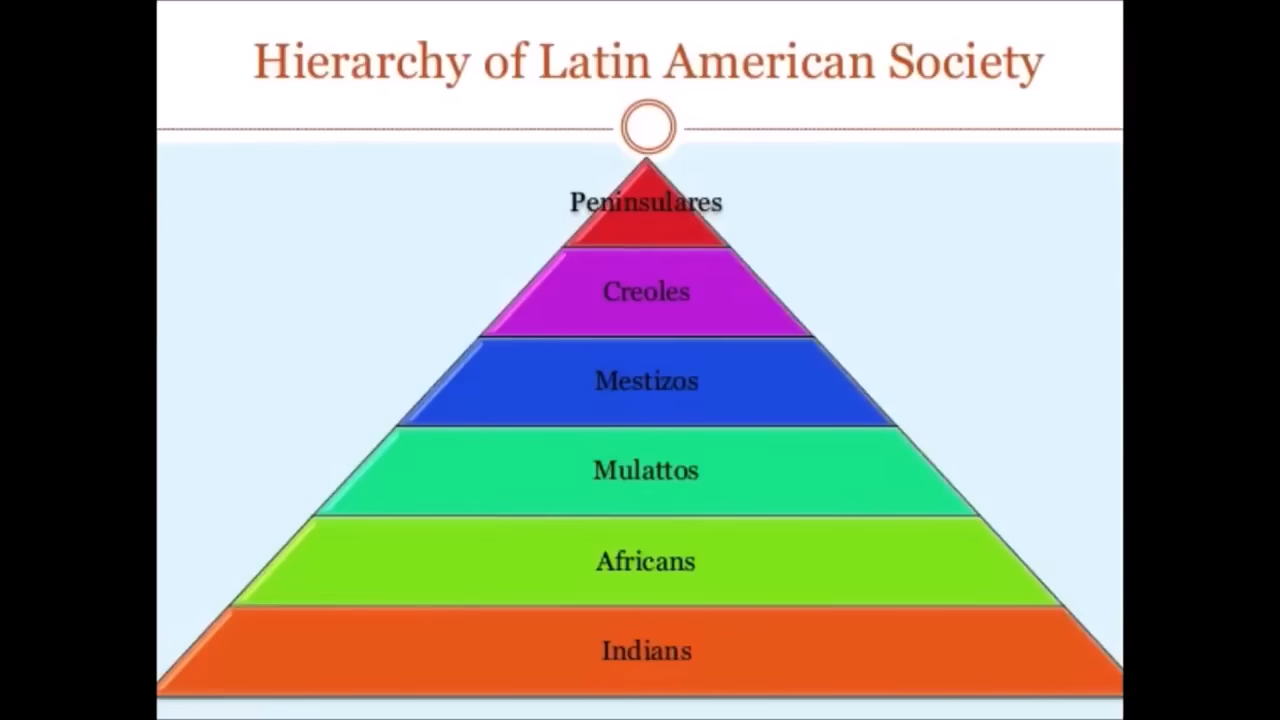 Hierarchy of Latin American Society
Peninsulares
Creoles
Mestizos
Mulattos
Africans
Indians